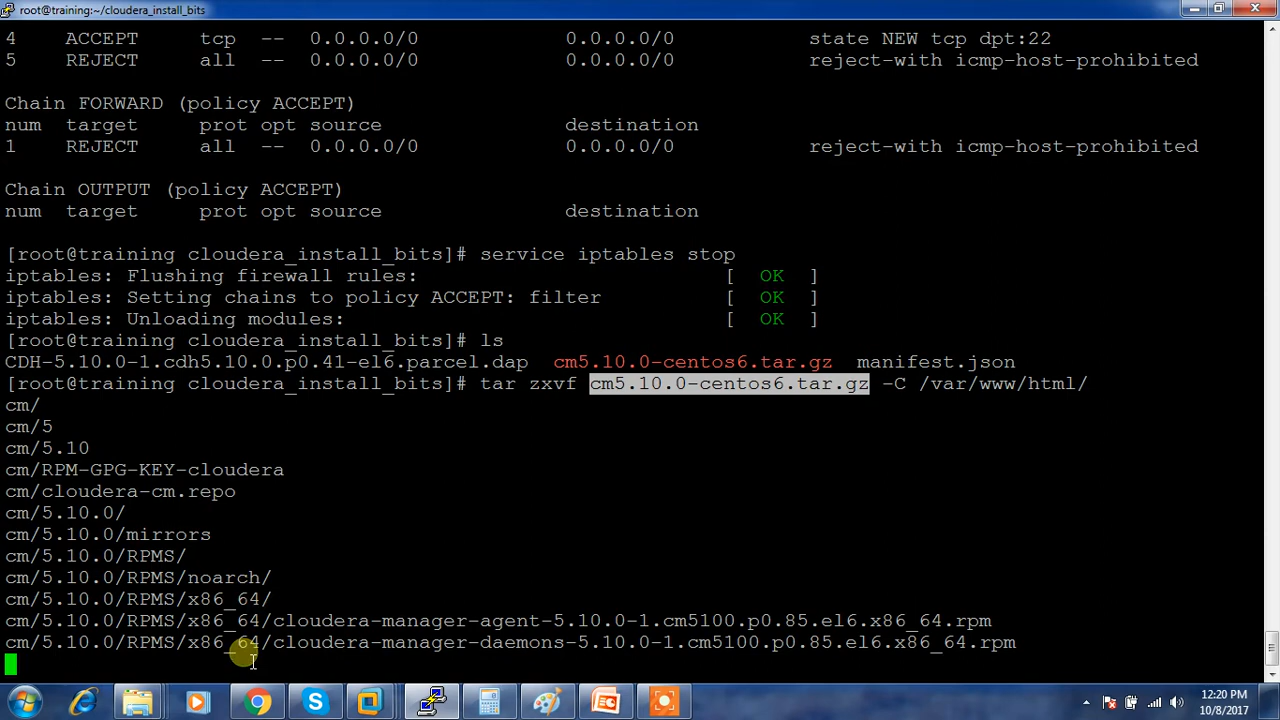 root@training:~/cloudera_install_bits
4 ACCEPT tcp -- 0.0.0.0/0 0.0.0.0/0 state NEW tcp dpt:22
5 REJECT all -- 0.0.0.0/0 0.0.0.0/0 reject-with icmp-host-prohibited
Chain FORWARD (policy ACCEPT)
num target prot opt source destination
1 REJECT all -- 0.0.0.0/0 0.0.0.0/0 reject-with icmp-host-prohibited
Chain OUTPUT (policy ACCEPT)
num target prot opt source destination
[root@training cloudera_install_bits]# service iptables stop
iptables: Flushing firewall rules: [ OK ]
iptables: Setting chains to policy ACCEPT: filter [ OK ]
iptables: Unloading modules: [ OK ]
[root@training cloudera_install_bits]# ls
CDH-5.10.0-1.cdh5.10.0.p0.41-el6.parcel.dap cm5.10.0-centos6.tar.gz manifest.json
[root@training cloudera_install_bits]# tar zxvf cm5.10.0-centos6.tar.gz -C /var/www/html/
cm/
cm/5
cm/5.10
cm/RPM-GPG-KEY-cloudera
cm/cloudera-cm.repo
cm/5.10.0/
cm/5.10.0/mirrors
cm/5.10.0/RPMS/
cm/5.10.0/RPMS/noarch/
cm/5.10.0/RPMS/x86_64/
cm/5.10.0/RPMS/x86_64/cloudera-manager-agent-5.10.0-1.cm5100.p0.85.el6.x86_64.rpm
cm/5.10.0/RPMS/x86_64/cloudera-manager-daemons-5.10.0-1.cm5100.p0.85.el6.x86_64.rpm
12:20 PM
10/8/2017